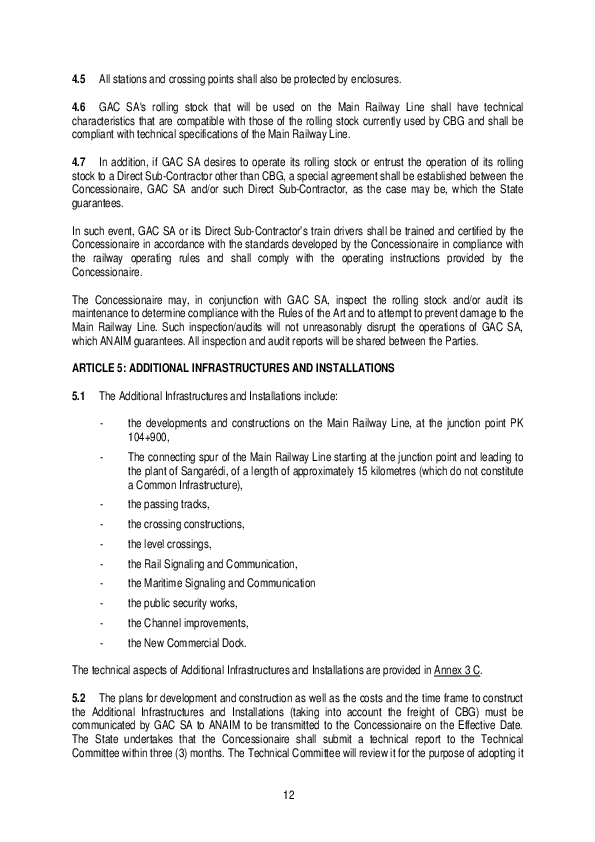 4.5 All stations and crossing points shall also be protected by enclosures.
4.6 GAC SA's rolling stock that will be used on the Main Railway Line shall have technical
characteristics that are compatible with those of the rolling stock currently used by CBG and shall be
compliant with technical specifications of the Main Railway Line.
4.7 In addition, if GAC SA desires to operate its rolling stock or entrust the operation of its rolling
stock to a Direct Sub-Contractor other than CBG, a special agreement shall be established between the
Concessionaire, GAC SA and/or such Direct Sub-Contractor, as the case may be, which the State
guarantees.
In such event, GAC SA or its Direct Sub-Contractor's train drivers shall be trained and certified by the
Concessionaire in accordance with the standards developed by the Concessionaire in compliance with
the railway operating rules and shall comply with the operating instructions provided by the
Concessionaire.
The Concessionaire may, in conjunction with GAC SA, inspect the rolling stock and/or audit its
maintenance to determine compliance with the Rules of the Art and to attempt to prevent damage to the
Main Railway Line. Such inspection/audits will not unreasonably disrupt the operations of GAC SA,
which ANAIM guarantees. All inspection and audit reports will be shared between the Parties.
ARTICLE 5: ADDITIONAL INFRASTRUCTURES AND INSTALLATIONS
5.1 The Additional Infrastructures and Installations include:
- the developments and constructions on the Main Railway Line, at the junction point PK
104+900,
- The connecting spur of the Main Railway Line starting at the junction point and leading to
the plant of Sangarédi, of a length of approximately 15 kilometres (which do not constitute
a Common Infrastructure),
- the passing tracks,
- the crossing constructions,
- the level crossings,
- the Rail Signaling and Communication,
- the Maritime Signaling and Communication
- the public security works,
- the Channel improvements,
- the New Commercial Dock.
The technical aspects of Additional Infrastructures and Installations are provided in Annex 3 C.
5.2 The plans for development and construction as well as the costs and the time frame to construct
the Additional Infrastructures and Installations (taking into account the freight of CBG) must be
communicated by GAC SA to ANAIM to be transmitted to the Concessionaire on the Effective Date.
The State undertakes that the Concessionaire shall submit a technical report to the Technical
Committee within three (3) months. The Technical Committee will review it for the purpose of adopting it
12